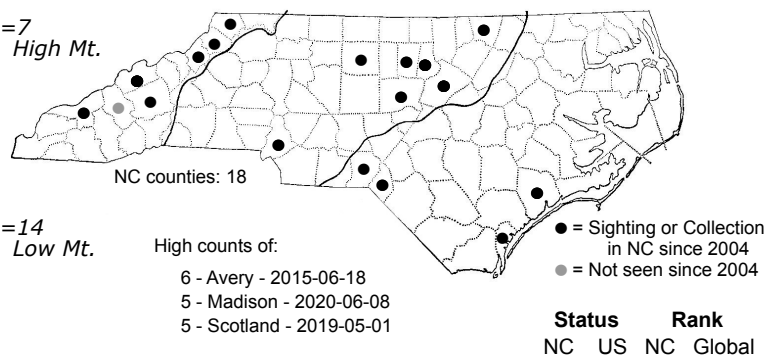 =7
High Mt.
NC counties: 18
=14
Low Mt.
High counts of:
6 - Avery - 2015-06-18
5 - Madison - 2020-06-08
5 - Scotland - 2019-05-01
= Sighting or Collection
in NC since 2004
= Not seen since 2004
Status Rank
NC US NC Global